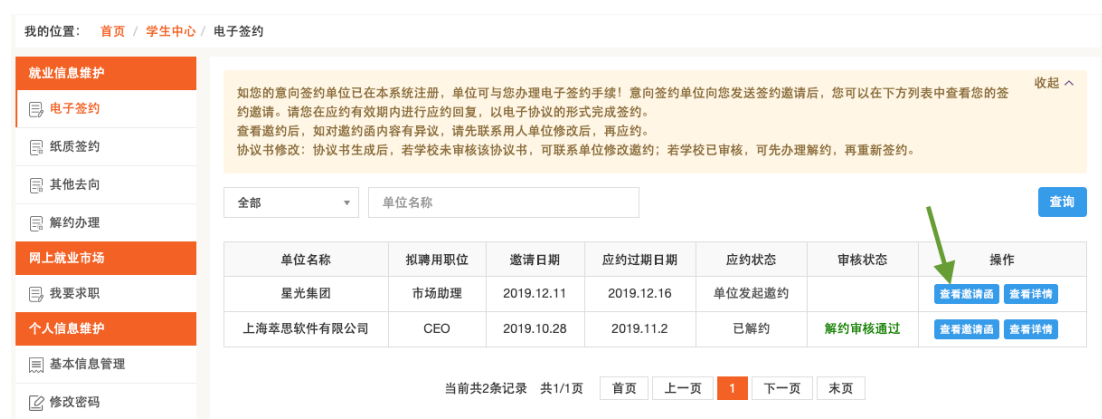 我的位置： 首页 / 学生中心 / 电子签约
就业信息维护
电子签约
纸质签约
其他去向
解约办理
网上就业市场
我要求职
个人信息维护
基本信息管理
修改密码
收起
如您的意向签约单位已在本系统注册，单位可与您办理电子签约手续！意向签约单位向您发送签约邀请后，您可以在下方列表中查看您的签
约邀请。请您在应约有效期内进行应约回复，以电子协议的形式完成签约。
查看邀约后，如对邀约函内容有异议，请先联系用人单位修改后，再应约。
协议书修改：协议书生成后，若学校未审核该协议书，可联系单位修改邀约；若学校已审核，可先办理解约，再重新签约。
全部 单位名称 查询
单位名称 拟聘用职位 邀请日期 应约过期日期 应约状态 审核状态 操作
星光集团 市场助理 2019.12.11 2019.12.16 单位发起邀约 查看邀请函 查看详情
上海萃思软件有限公司 CEO 2019.10.28 2019.11.2 已解约 解约审核通过 查看邀请函 查看详情
当前共2条记录 共1/1页 首页 上一页 1 下一页 末页